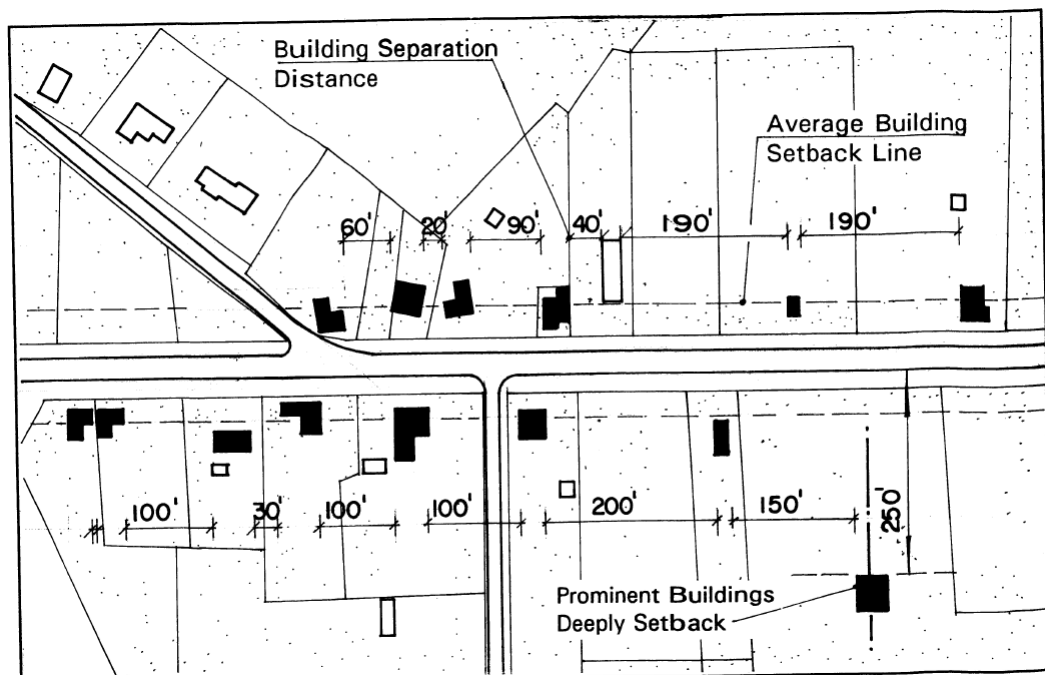 Building Separation
Distance
Average Building
Setback Line
60' 20' 90' 40' 190' 190'
100' 30' 100' 100' 200' 150'
250'
Prominent Buildings
Deeply Setback